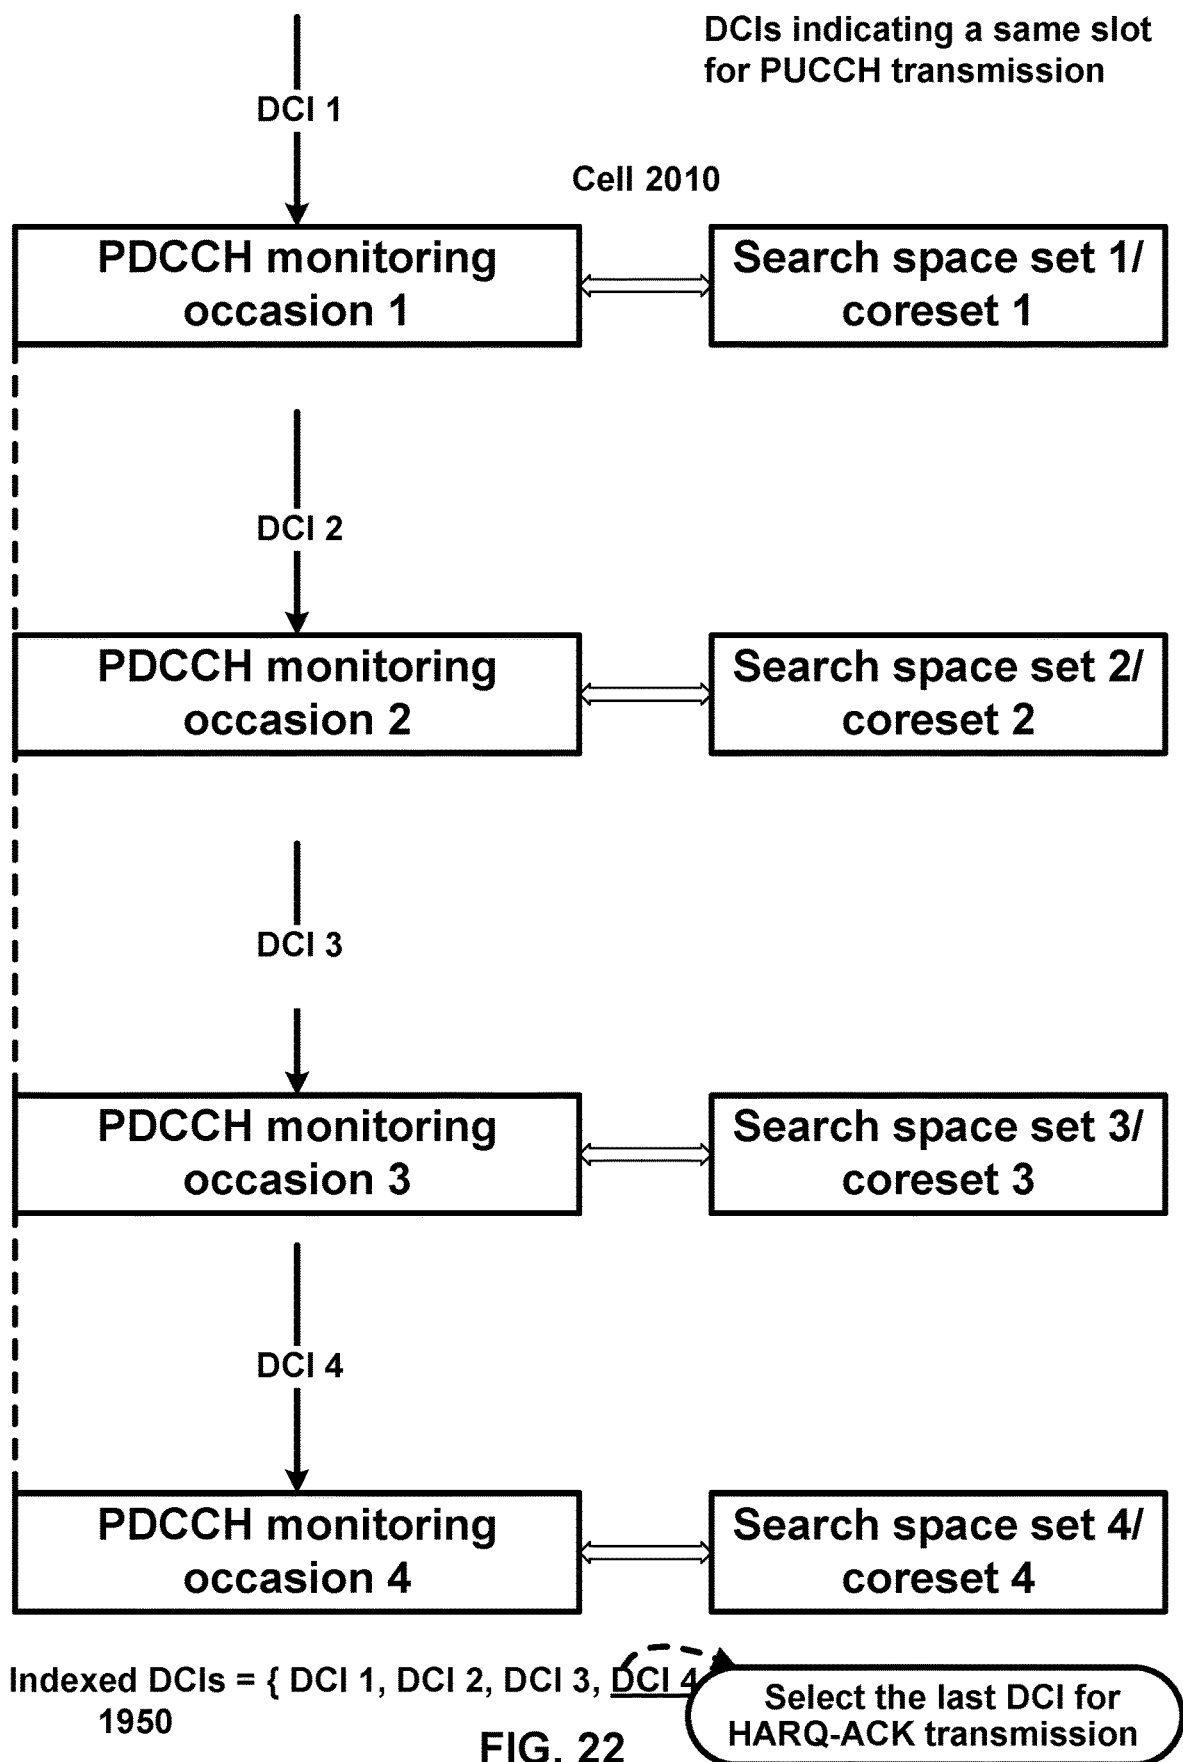 DCIs indicating a same slot
for PUCCH transmission
DCI 1
Cell 2010
PDCCH monitoring
occasion 1
Search space set 1/
coreset 1
DCI 2
PDCCH monitoring
occasion 2
Search space set 2/
coreset 2
DCI 3
PDCCH monitoring
occasion 3
Search space set 3/
coreset 3
DCI 4
PDCCH monitoring
occasion 4
Search space set 4/
coreset 4
Indexed DCIs = { DCI 1, DCI 2, DCI 3, DCI 4
1950
Select the last DCI for
HARQ-ACK transmission
FIG. 22